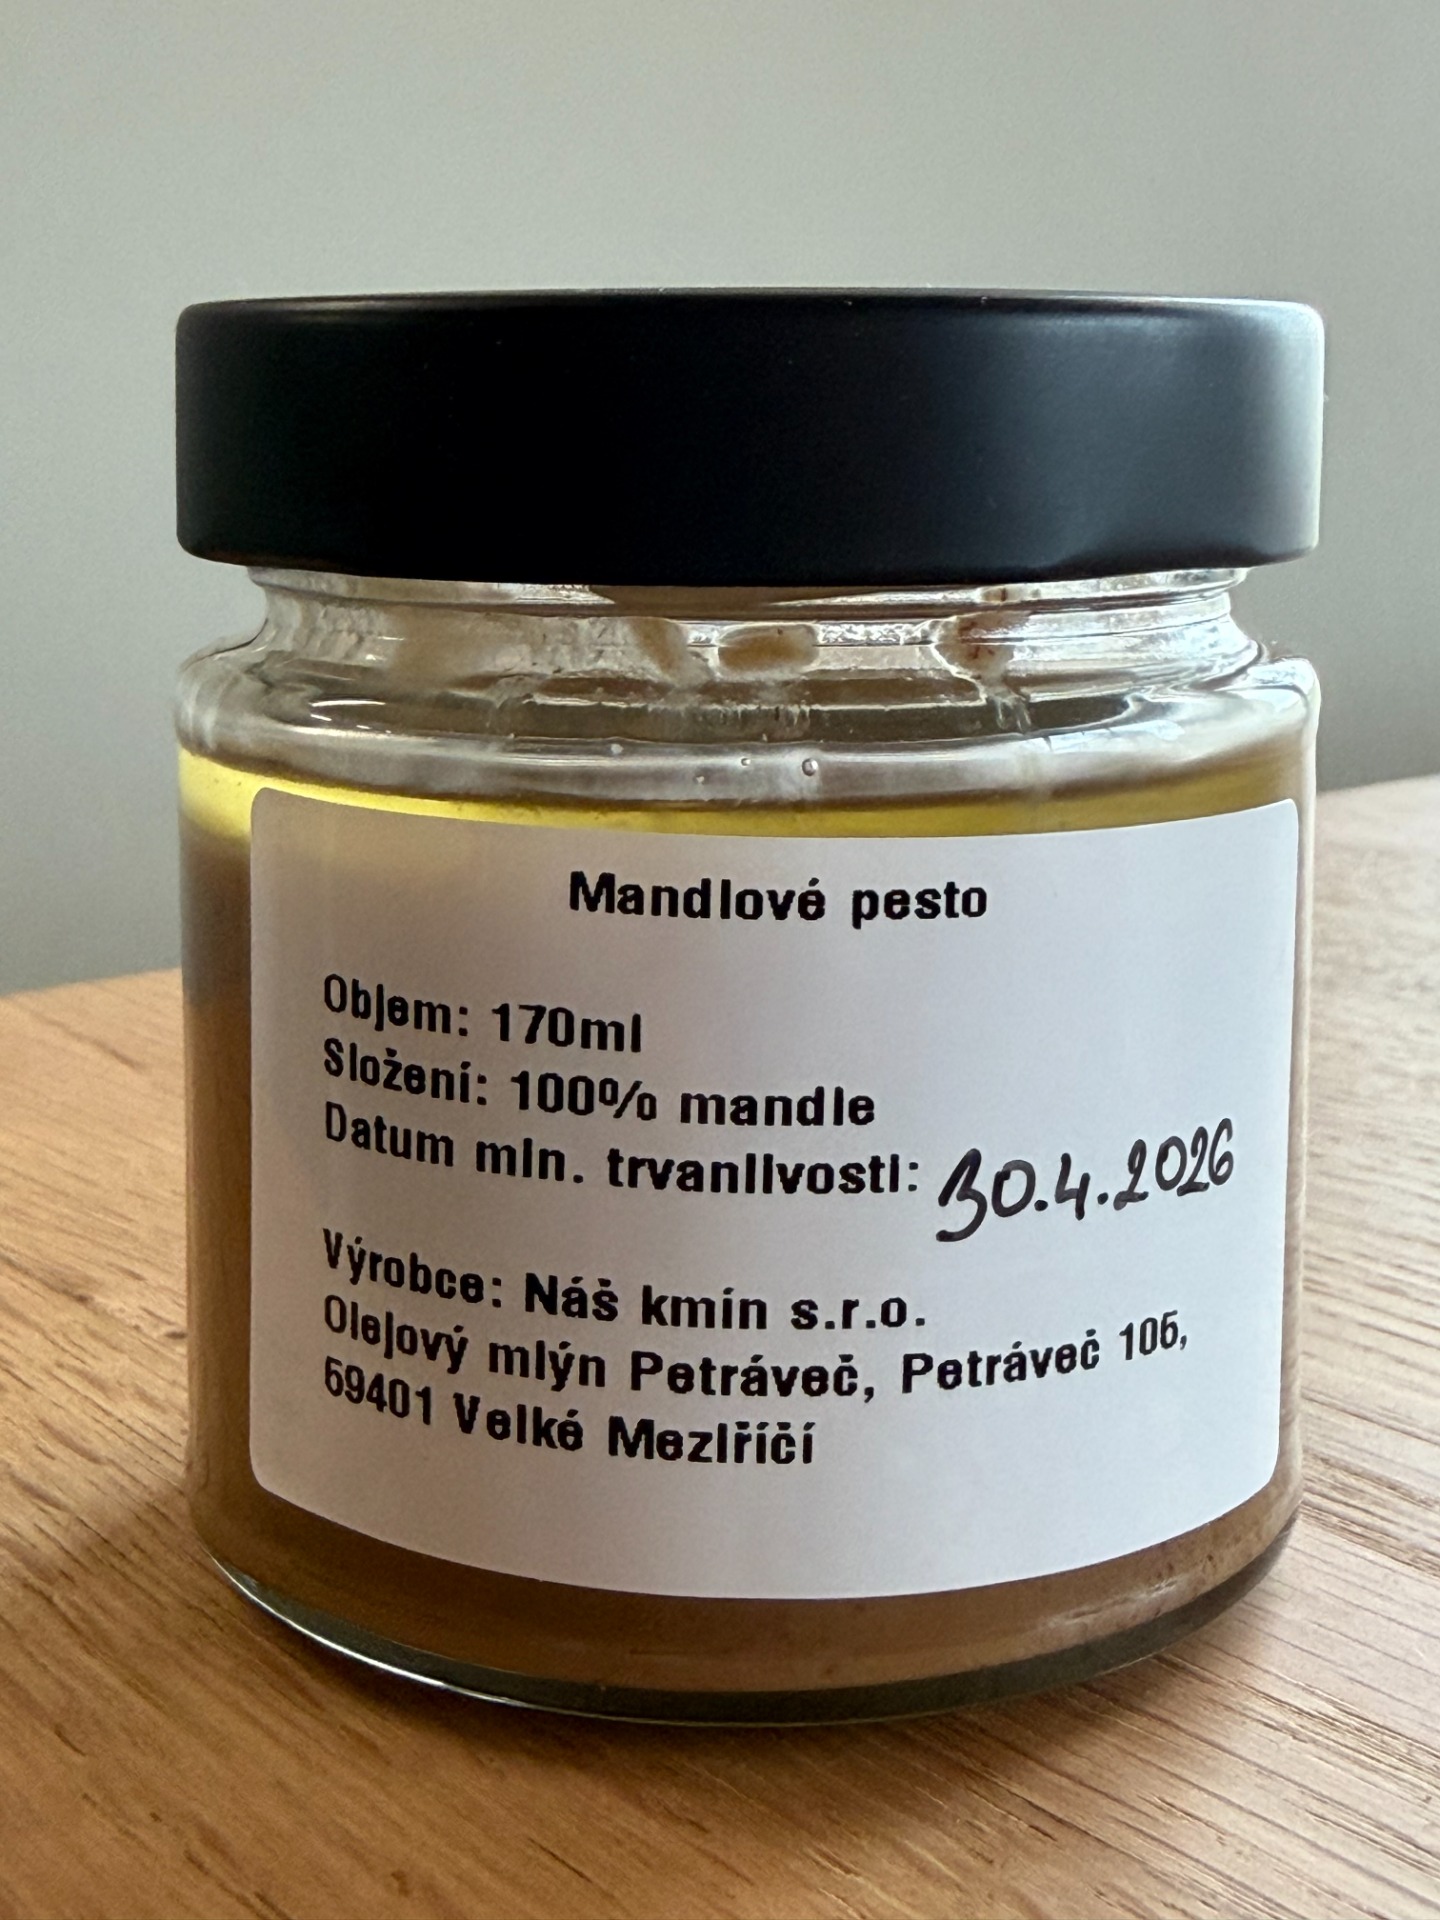 Mandlové pesto
Objem: 170ml
Složení: 100% mandle
Datum min. trvanlivosti: 30.4.2026
Výrobce: Náš kmín s.r.o.
Olejový mlýn Petráveč, Petráveč 105,
59401 Velké Meziříčí